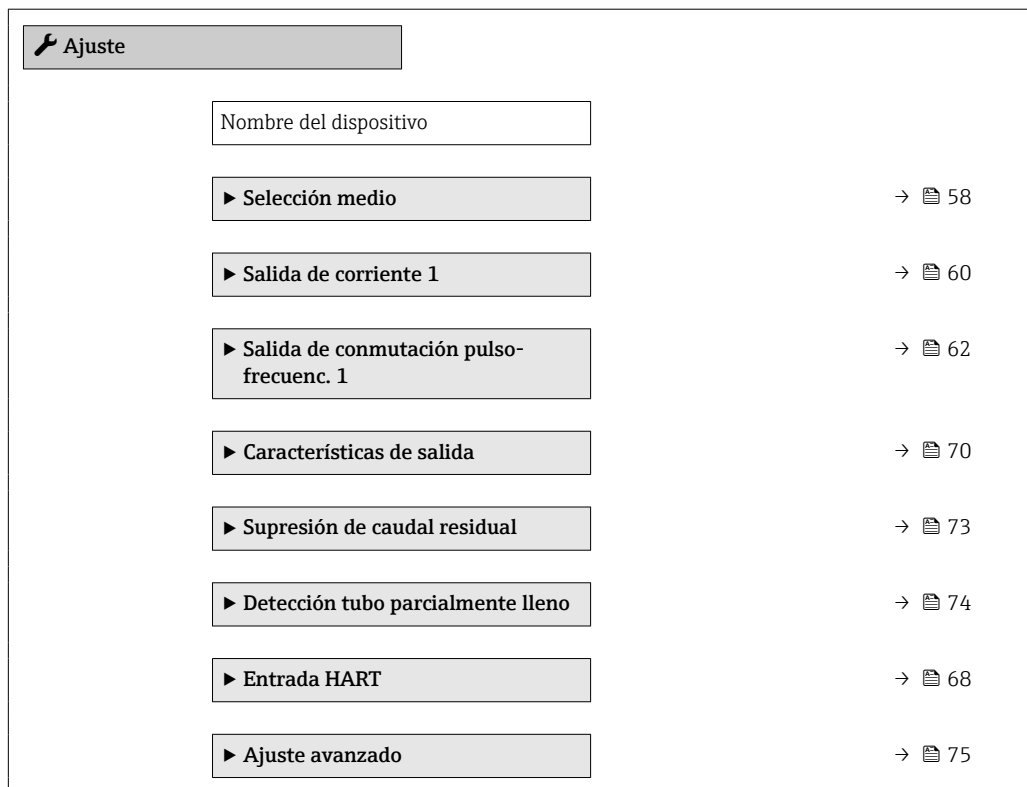 Ajuste
Nombre del dispositivo
▶ Selección medio → 58
▶ Salida de corriente 1 → 60
▶ Salida de conmutación pulso-
frecuenc. 1 → 62
▶ Características de salida → 70
▶ Supresión de caudal residual → 73
▶ Detección tubo parcialmente lleno → 74
▶ Entrada HART → 68
▶ Ajuste avanzado → 75